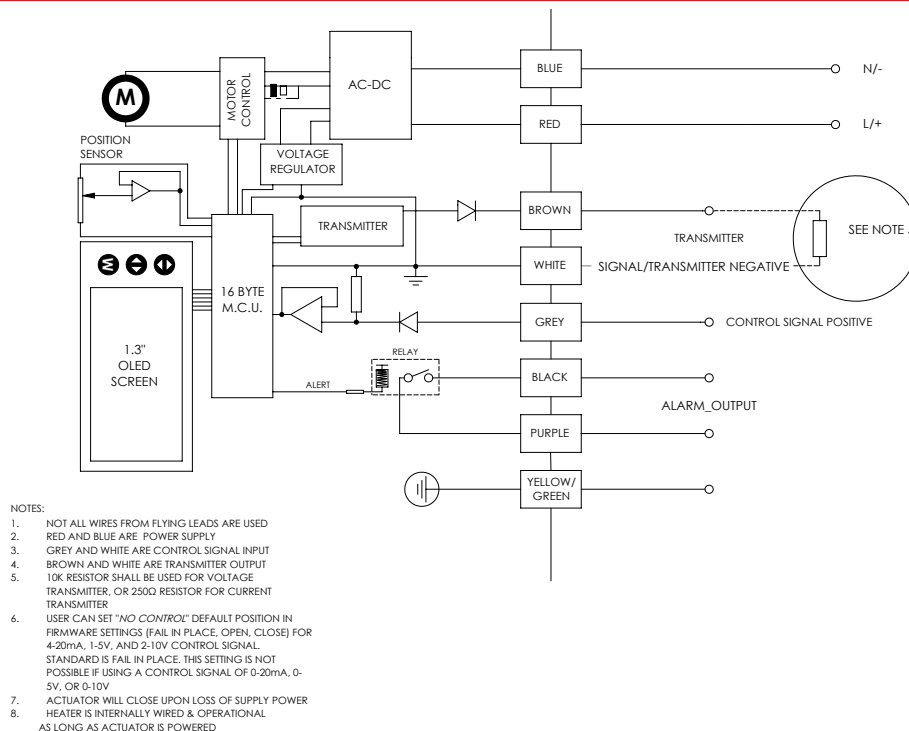 BLUE
N/-
AC-DC
MOTOR
CONTROL
M
RED
L/+
POSITION
SENSOR
VOLTAGE
REGULATOR
BROWN
TRANSMITTER
TRANSMITTER
SEE NOTE
WHITE
SIGNAL/TRANSMITTER NEGATIVE
16 BYTE
M.C.U.
GREY
CONTROL SIGNAL POSITIVE
1.3"
OLED
SCREEN
RELAY
ALERT
BLACK
ALARM_OUTPUT
PURPLE
YELLOW/
GREEN
NOTES:
1. NOT ALL WIRES FROM FLYING LEADS ARE USED
2. RED AND BLUE ARE POWER SUPPLY
3. GREY AND WHITE ARE CONTROL SIGNAL INPUT
4. BROWN AND WHITE ARE TRANSMITTER OUTPUT
5. 10K RESISTOR SHALL BE USED FOR VOLTAGE
TRANSMITTER, OR 250Ω RESISTOR FOR CURRENT
TRANSMITTER
6. USER CAN SET "NO CONTROL" DEFAULT POSITION IN
FIRMWARE SETTINGS (FAIL IN PLACE, OPEN, CLOSE) FOR
4-20mA, 1-5V, AND 2-10V CONTROL SIGNAL.
STANDARD IS FAIL IN PLACE. THIS SETTING IS NOT
POSSIBLE IF USING A CONTROL SIGNAL OF 0-20mA, 0-
5V, OR 0-10V
7. ACTUATOR WILL CLOSE UPON LOSS OF SUPPLY POWER
8. HEATER IS INTERNALLY WIRED & OPERATIONAL
AS LONG AS ACTUATOR IS POWERED